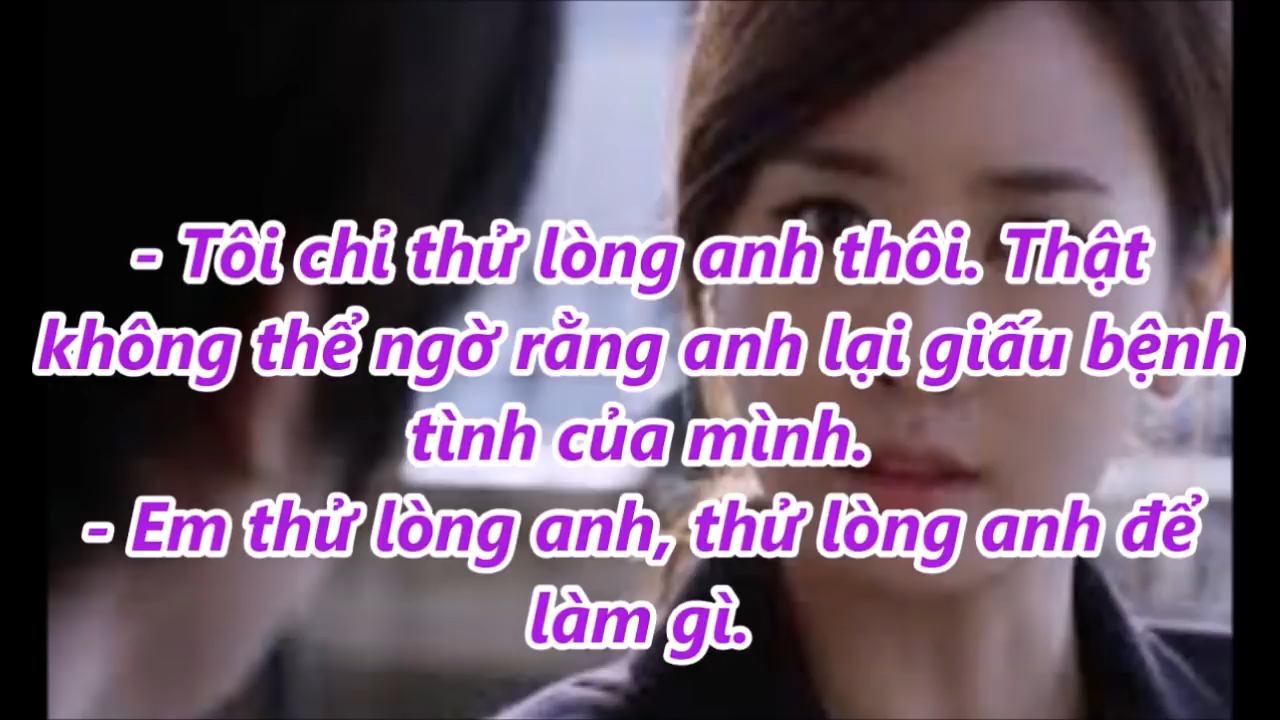 - Tôi chỉ thử lòng anh thôi. Thật
không thể ngờ rằng anh lại giấu bệnh
tình của mình.
- Em thử lòng anh, thử lòng anh để
làm gì.